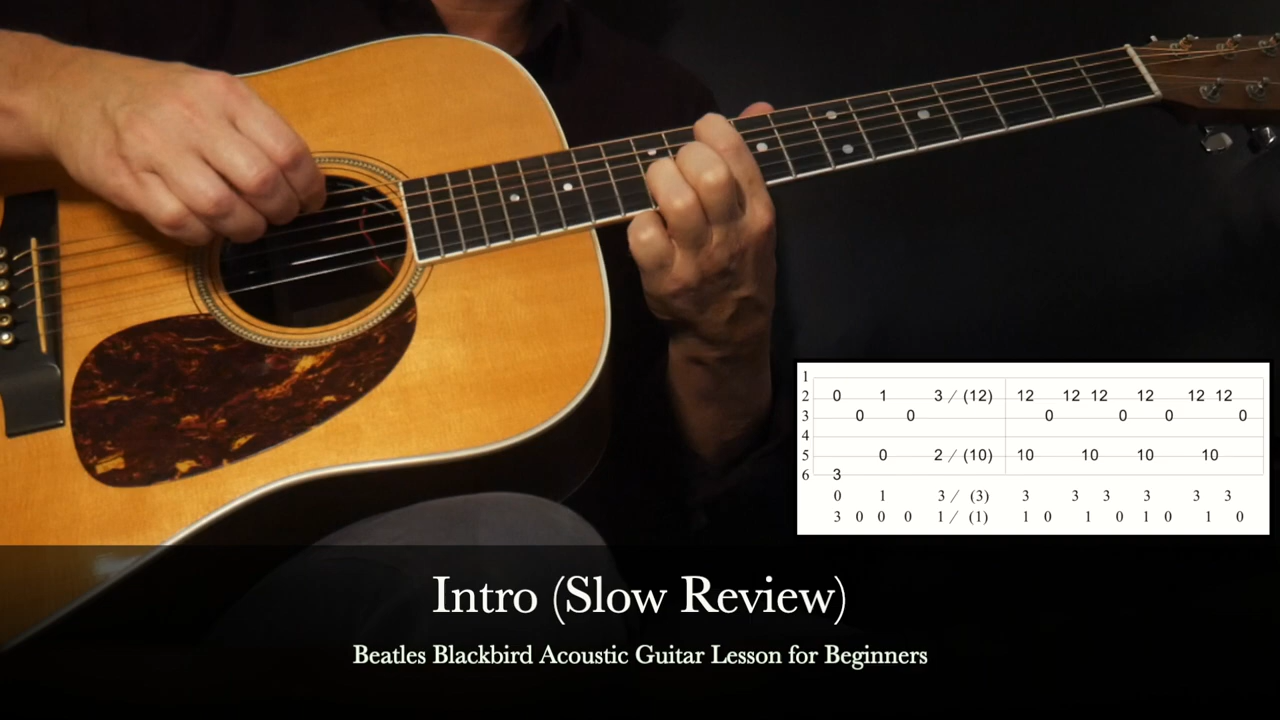 1
2 0 1 3 / (12) 12 12 12 12 12 12
3 0 0 0 0 0 0
4
5 0 2 / (10) 10 10 10 10
6 3
0 1 3 / (3) 3 3 3 3 3 3
3 0 0 0 1 / (1) 1 0 1 0 1 0 1 0
Intro (Slow Review)
Beatles Blackbird Acoustic Guitar Lesson for Beginners